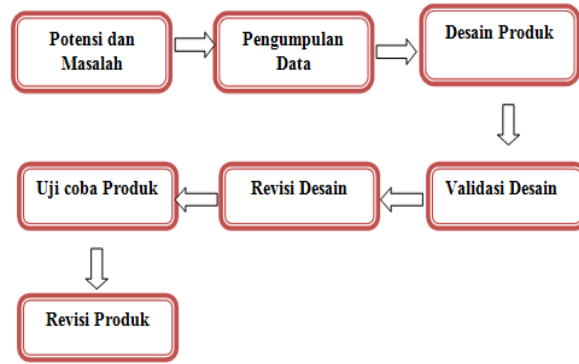 Potensi dan
Masalah
Pengumpulan
Data
Desain Produk
Validasi Desain
Revisi Desain
Uji coba Produk
Revisi Produk